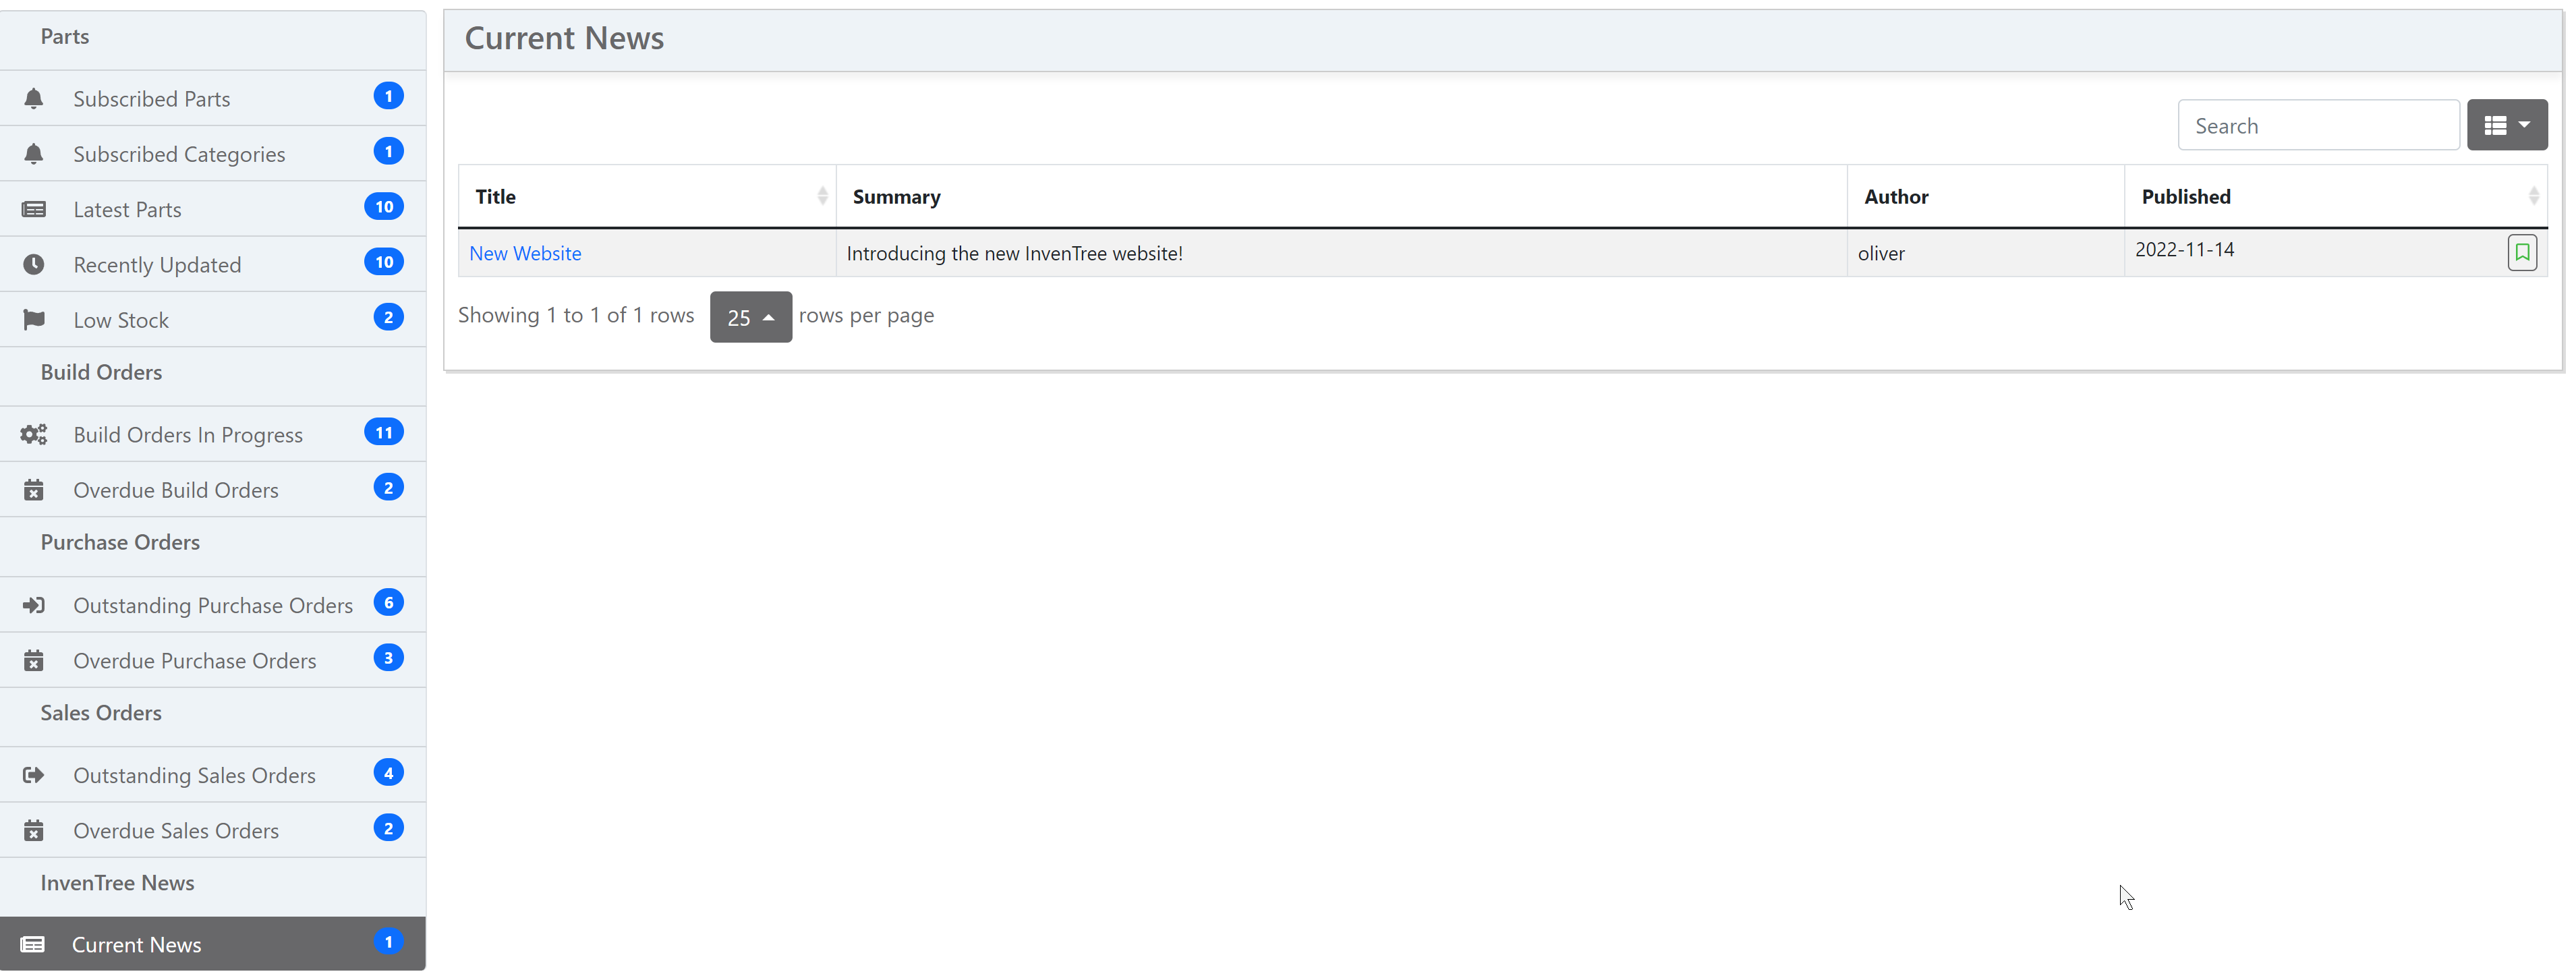 Parts
Subscribed Parts 1
Subscribed Categories 1
Latest Parts 10
Recently Updated 10
Low Stock 2
Build Orders
Build Orders In Progress 11
Overdue Build Orders 2
Purchase Orders
Outstanding Purchase Orders 6
Overdue Purchase Orders 3
Sales Orders
Outstanding Sales Orders 4
Overdue Sales Orders 2
InvenTree News
Current News 1
Current News
Search
Title Summary Author Published
New Website Introducing the new InvenTree website! oliver 2022-11-14
Showing 1 to 1 of 1 rows 25 rows per page